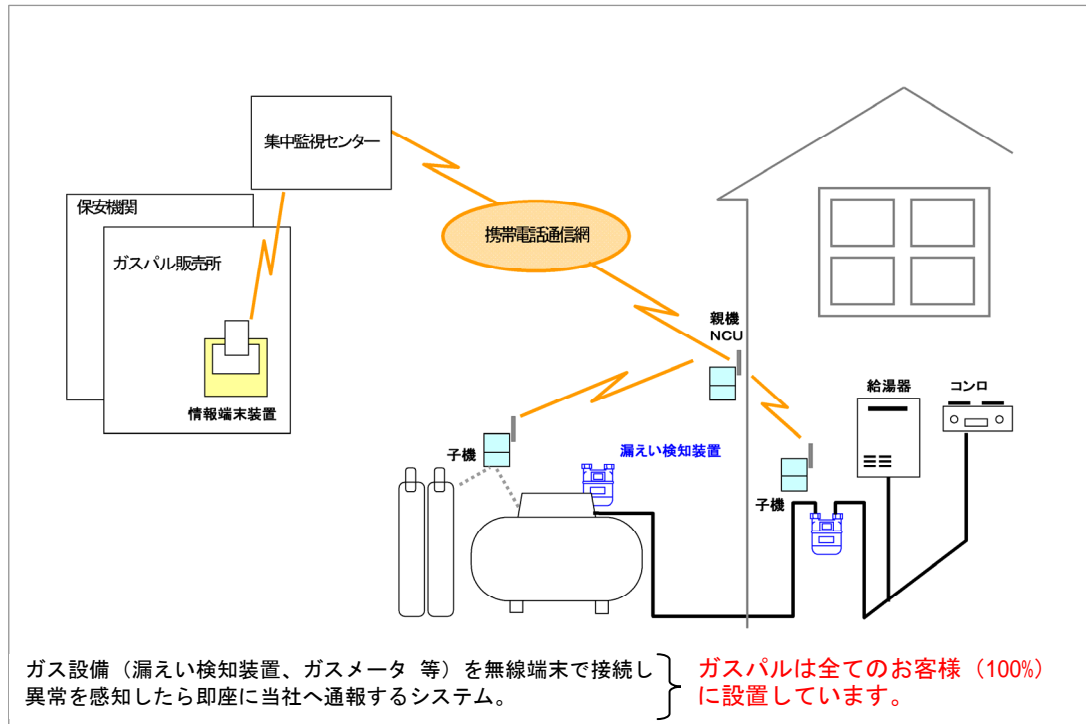 集中監視センター
保安機関
ガスパル販売所
情報端末装置
携帯電話通信網
親機
NCU
給湯器
コンロ
子機
漏えい検知装置
子機
ガス設備（漏えい検知装置、ガスメータ 等）を無線端末で接続し
異常を感知したら即座に当社へ通報するシステム。
ガスパルは全てのお客様（100%）
に設置しています。